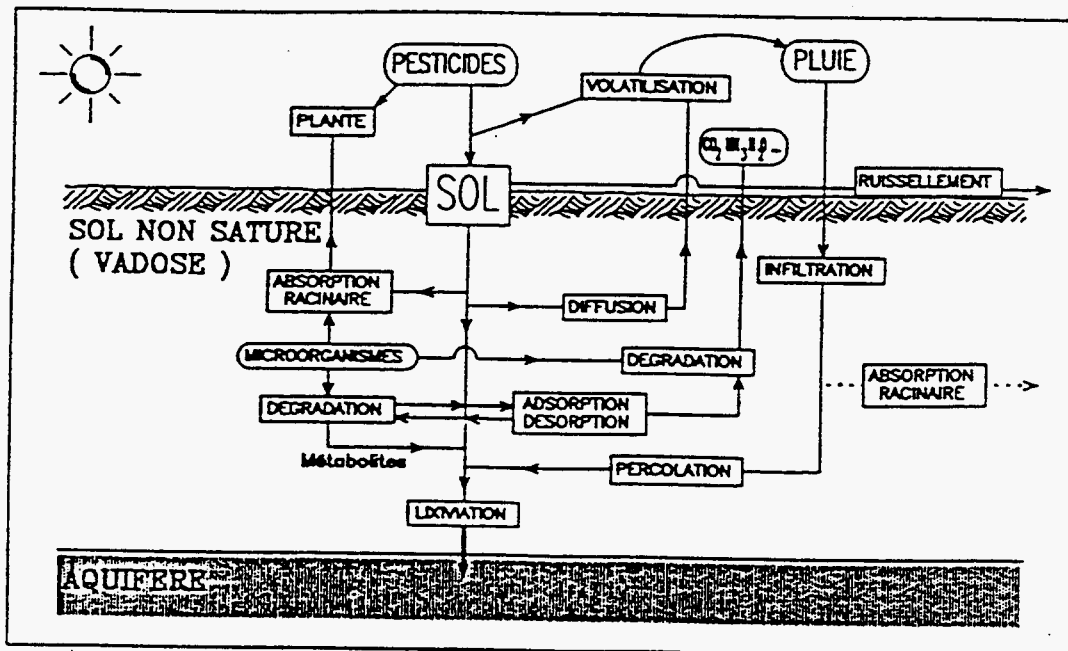 PESTICIDES
PLUIE
VOLATILISATION
PLANTE
SOL
RUISSELLEMENT
SOL NON SATURE
( VADOSE )
INFILTRATION
ABSORPTION
RACINAIRE
DIFFUSION
MICROORGANISMES
DEGRADATION
ABSORPTION
RACINAIRE
DEGRADATION
ADSORPTION
DESORPTION
Métabolites
PERCOLATION
LIXIVIATION
AQUIFERE